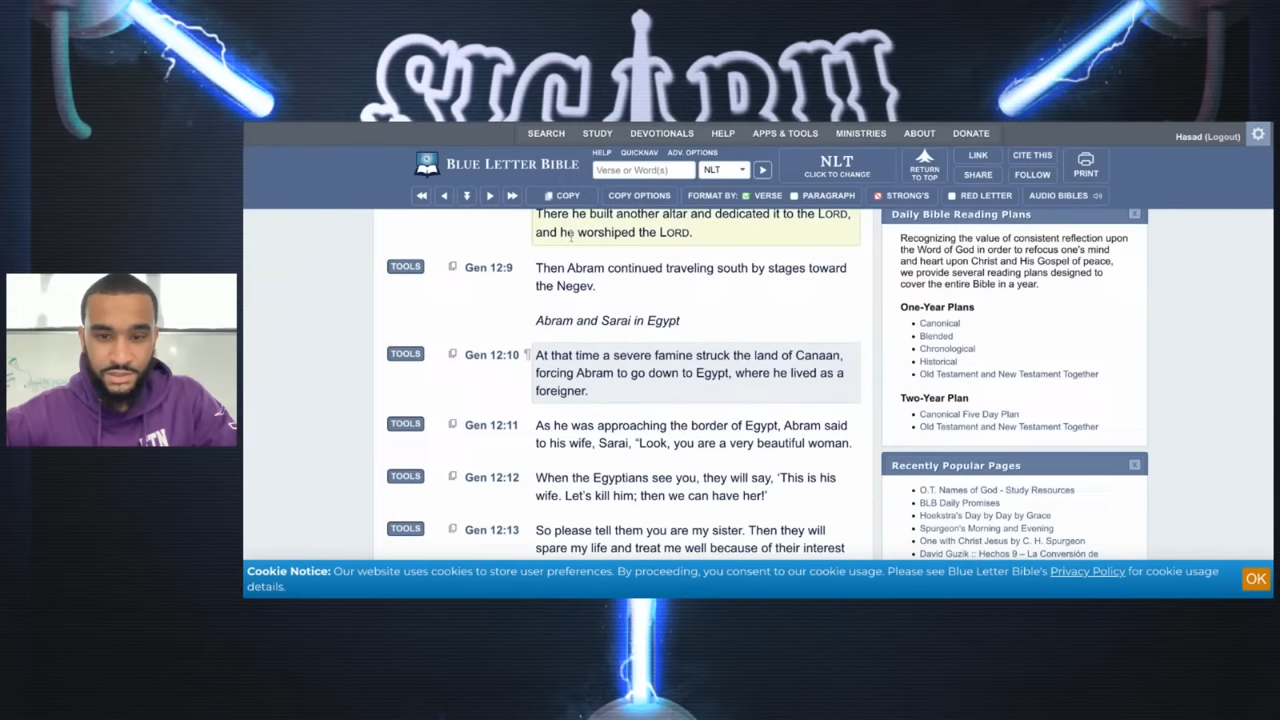 SICARII
SEARCH STUDY DEVOTIONALS HELP APPS & TOOLS MINISTRIES ABOUT DONATE
Hasad (Logout)
BLUE LETTER BIBLE
HELP QUICKNAV ADV. OPTIONS
Verse or Word(s)
NLT
NLT
CLICK TO CHANGE
RETURN
TO TOP
LINK
CITE THIS
SHARE
FOLLOW
PRINT
COPY COPY OPTIONS FORMAT BY: VERSE PARAGRAPH STRONG'S RED LETTER AUDIO BIBLES
There he built another altar and dedicated it to the LORD,
and he worshiped the LORD.
TOOLS Gen 12:9 Then Abram continued traveling south by stages toward
the Negev.
Abram and Sarai in Egypt
TOOLS Gen 12:10 ¶ At that time a severe famine struck the land of Canaan,
forcing Abram to go down to Egypt, where he lived as a
foreigner.
TOOLS Gen 12:11 As he was approaching the border of Egypt, Abram said
to his wife, Sarai, “Look, you are a very beautiful woman.
TOOLS Gen 12:12 When the Egyptians see you, they will say, ‘This is his
wife. Let’s kill him; then we can have her!’
TOOLS Gen 12:13 So please tell them you are my sister. Then they will
spare my life and treat me well because of their interest
Daily Bible Reading Plans
Recognizing the value of consistent reflection upon
the Word of God in order to refocus one's mind
and heart upon Christ and His Gospel of peace,
we provide several reading plans designed to
cover the entire Bible in a year.
One-Year Plans
• Canonical
• Blended
• Chronological
• Historical
• Old Testament and New Testament Together
Two-Year Plan
• Canonical Five Day Plan
• Old Testament and New Testament Together
Recently Popular Pages
• O.T. Names of God - Study Resources
• BLB Daily Promises
• Hoekstra's Day by Day by Grace
• Spurgeon's Morning and Evening
• One with Christ Jesus by C. H. Spurgeon
• David Guzik :: Hechos 9 – La Conversión de
Cookie Notice: Our website uses cookies to store user preferences. By proceeding, you consent to our cookie usage. Please see Blue Letter Bible's Privacy Policy for cookie usage
details.
OK